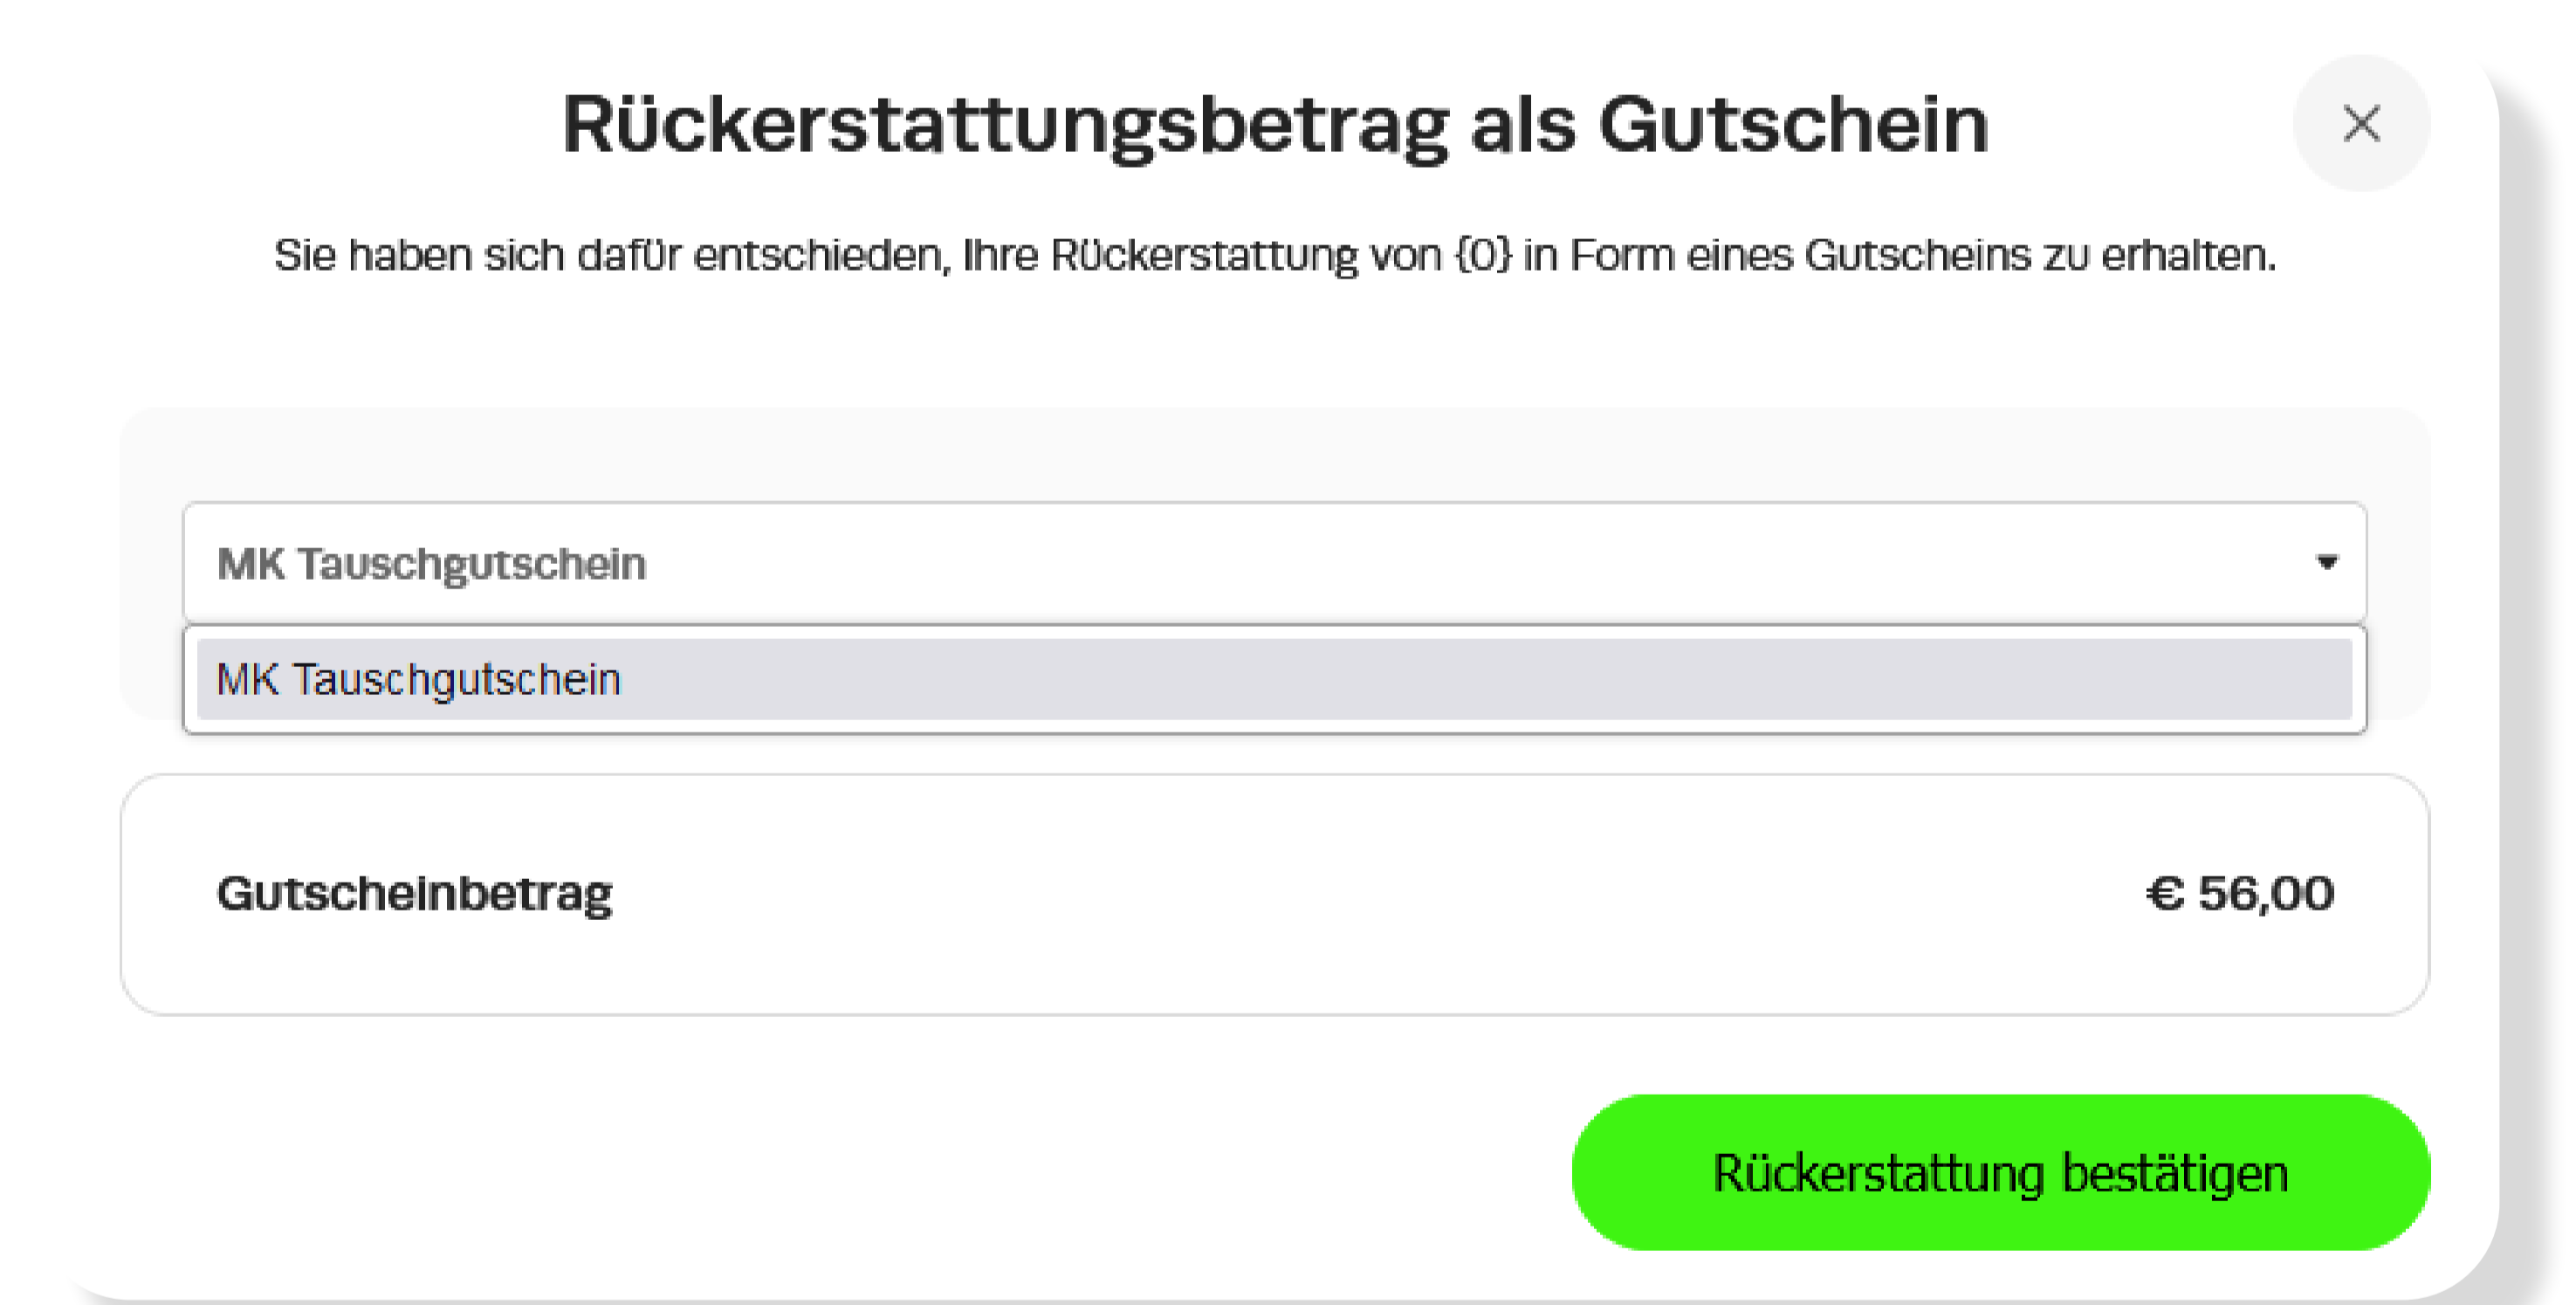 Rückerstattungsbetrag als Gutschein
Sie haben sich dafür entschieden, Ihre Rückerstattung von {0} in Form eines Gutscheins zu erhalten.
MK Tauschgutschein
MK Tauschgutschein
Gutscheinbetrag € 56,00
Rückerstattung bestätigen